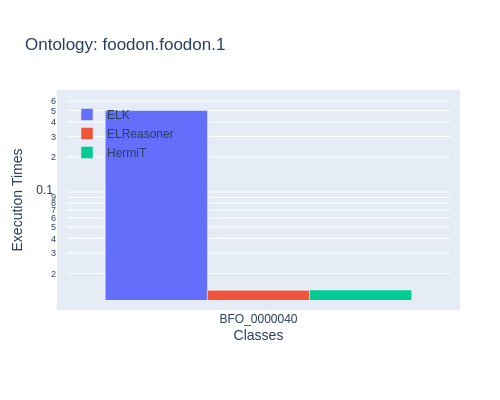 Ontology: foodon.foodon.1
6
5
4
3
2
0.1
9
8
7
6
5
4
3
2
Execution Times
ELK
ELReasoner
HermiT
BFO_0000040
Classes